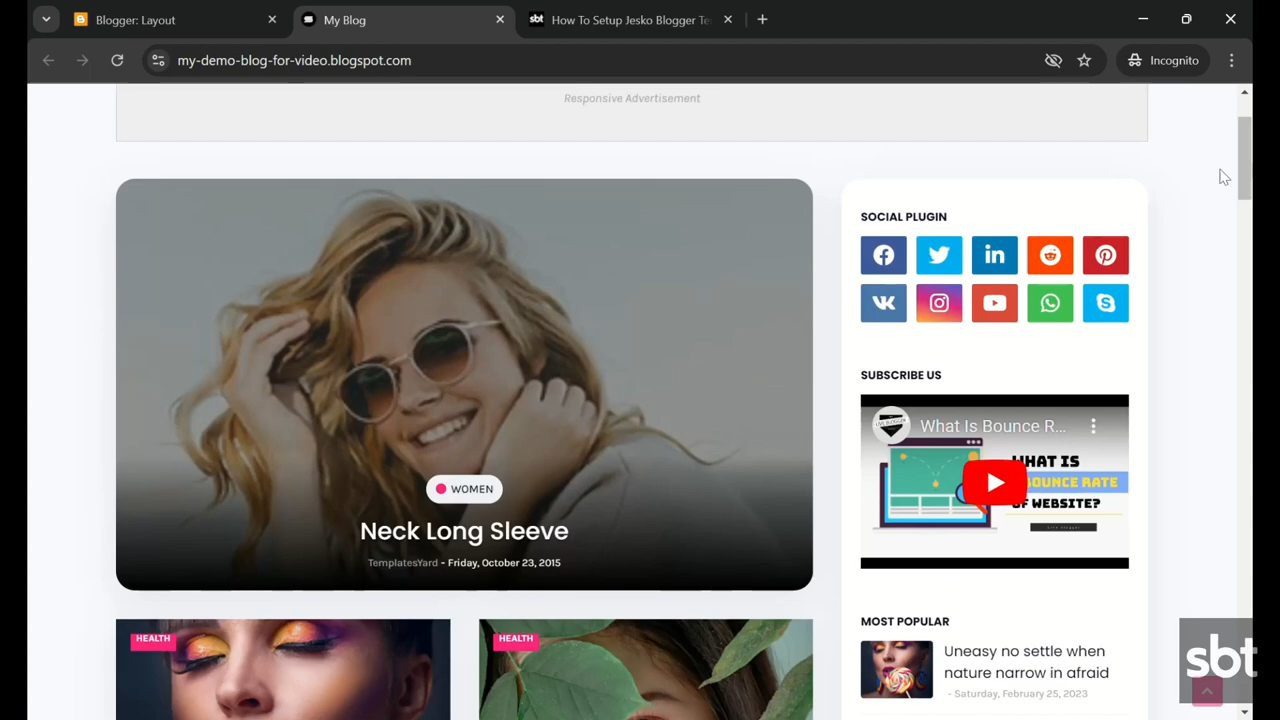 Blogger: Layout
My Blog
sbt
How To Setup Jesko Blogger Te
my-demo-blog-for-video.blogspot.com
Incognito
Responsive Advertisement
WOMEN
Neck Long Sleeve
TemplatesYard - Friday, October 23, 2015
HEALTH
HEALTH
SOCIAL PLUGIN
SUBSCRIBE US
What Is Bounce R...
WHAT IS
BOUNCE RATE
OF WEBSITE?
MOST POPULAR
Uneasy no settle when
nature narrow in afraid
- Saturday, February 25, 2023
sbt